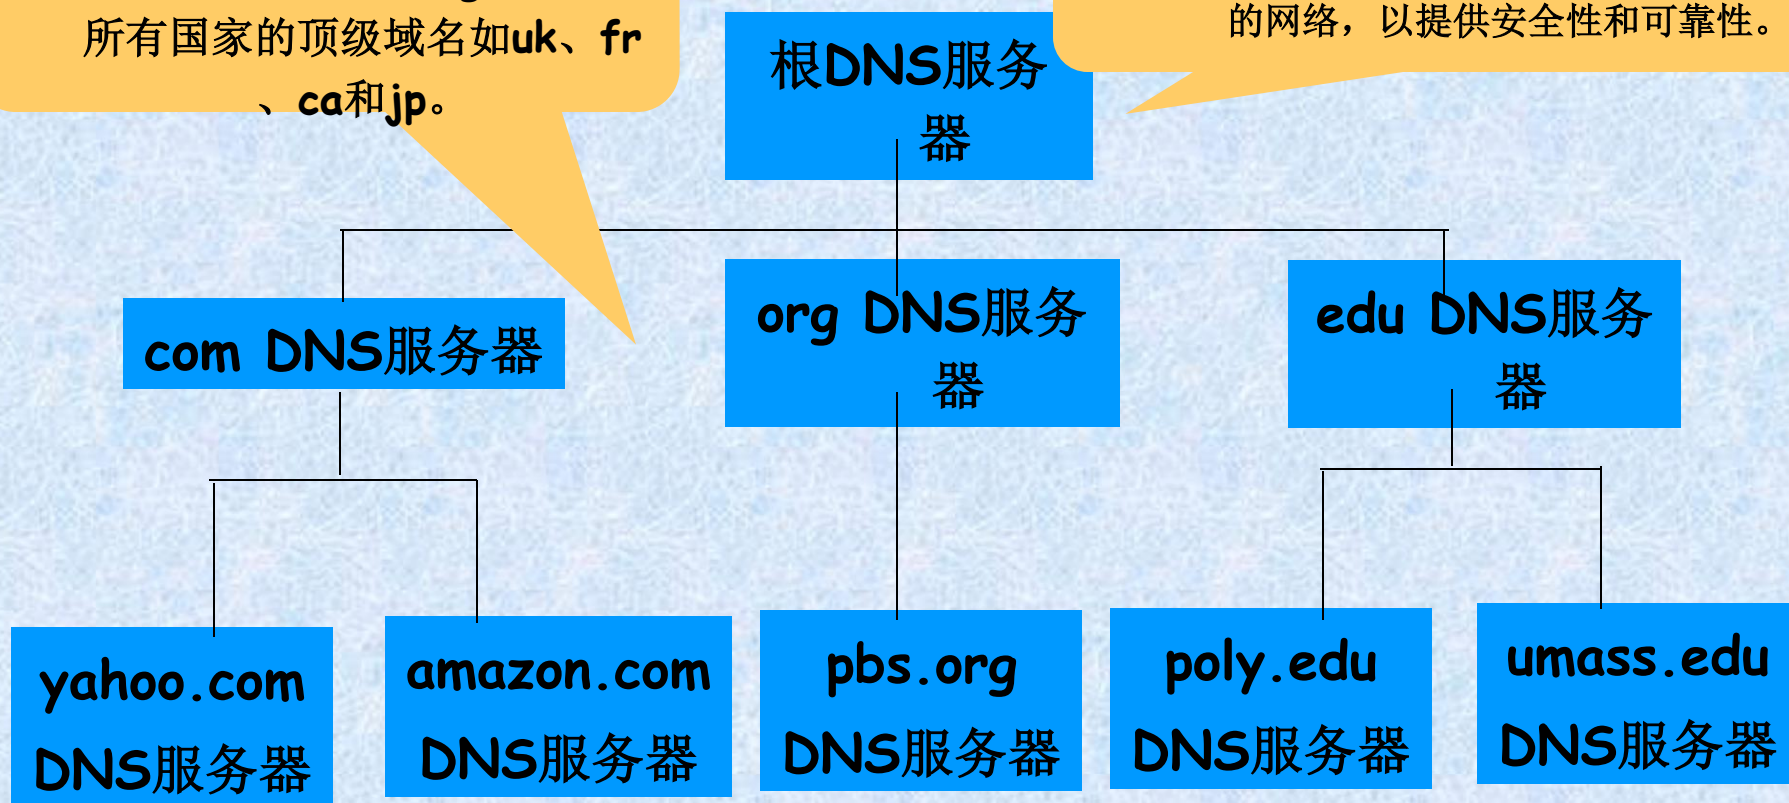 所有国家的顶级域名如uk、fr
、ca和jp。
的网络，以提供安全性和可靠性。
根DNS服务
器
com DNS服务器
org DNS服务
器
edu DNS服务
器
yahoo.com
DNS服务器
amazon.com
DNS服务器
pbs.org
DNS服务器
poly.edu
DNS服务器
umass.edu
DNS服务器